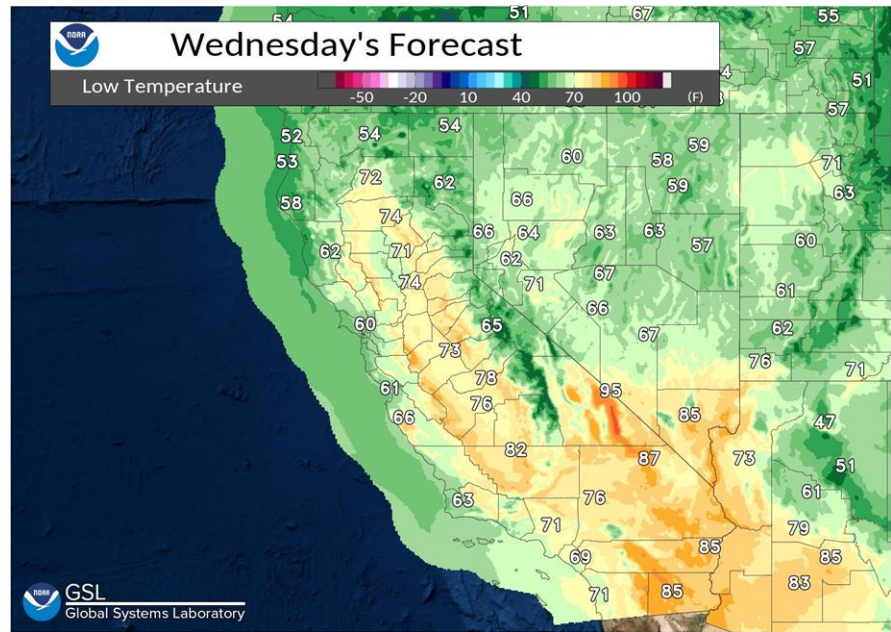 54 51 67 55
NOAA
Wednesday's Forecast
57
Low Temperature
-50 -20 10 40 70 100 (F)
51
57
52 54 54
59
53 60 58 71
72 62 59 63
58 66
74
66 64 63 63 60
62 71 62 57
74 71 67 61
60 65 66 62
73 67 76 71
61 78 95
66 76 85 47
82 87 73 51
63 76 61
71 79
69 85 85
71 85 83
NOAA
GSL
Global Systems Laboratory